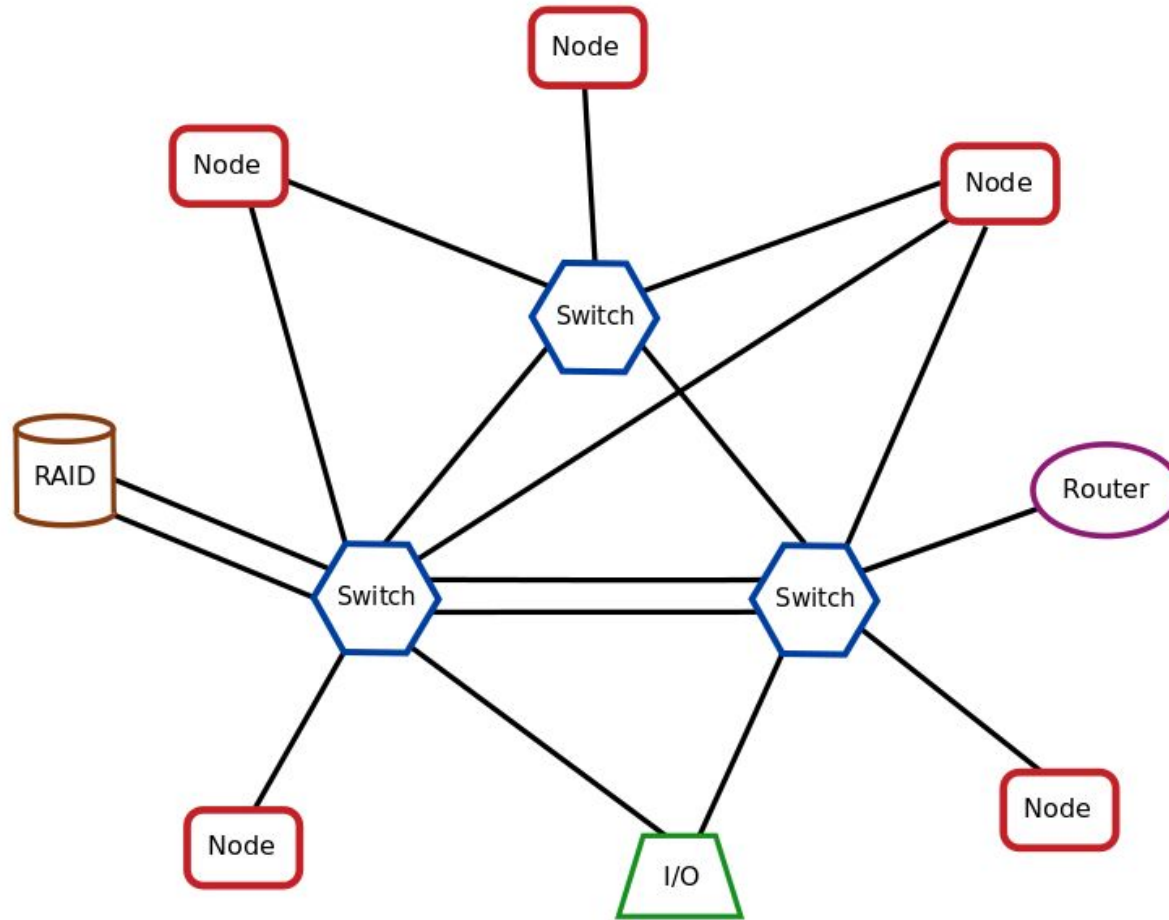 Node
Node
Node
Switch
RAID
Router
Switch
Switch
Node
I/O
Node